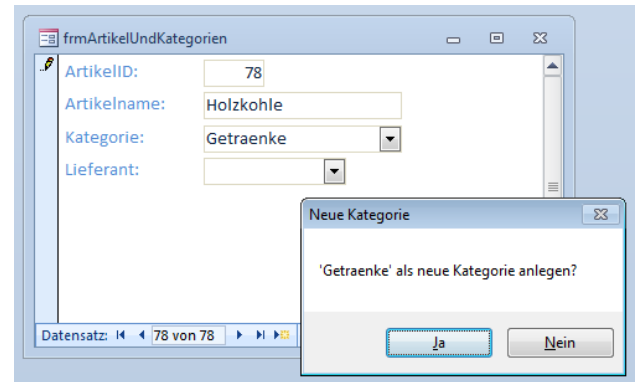 frmArtikelUndKategorien
ArtikelID: 78
Artikelname: Holzkohle
Kategorie: Getraenke
Lieferant:
Neue Kategorie
'Getraenke' als neue Kategorie anlegen?
Ja Nein
Datensatz: 78 von 78